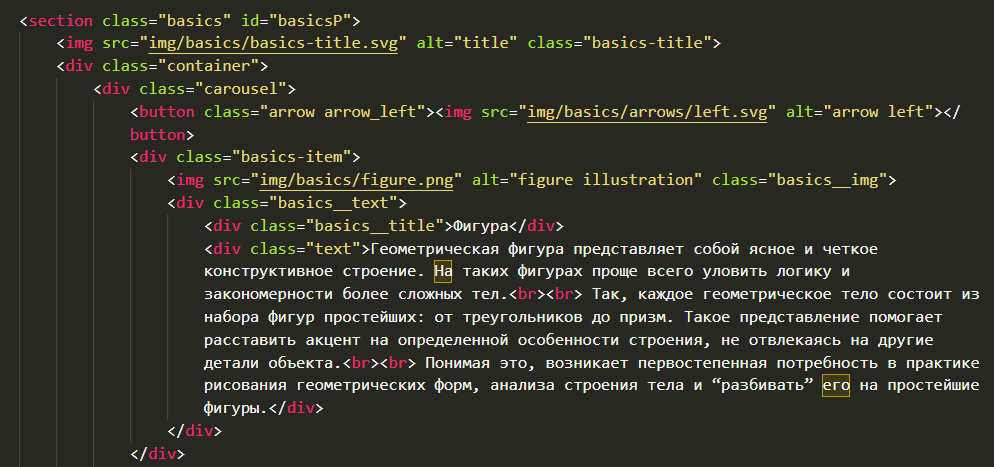 <section class="basics" id="basicsP">
<img src="img/basics/basics-title.svg" alt="title" class="basics-title">
<div class="container">
<div class="carousel">
<button class="arrow arrow_left"><img src="img/basics/arrows/left.svg" alt="arrow left"></
button>
<div class="basics-item">
<img src="img/basics/figure.png" alt="figure illustration" class="basics__img">
<div class="basics__text">
<div class="basics__title">Фигура</div>
<div class="text">Геометрическая фигура представляет собой ясное и четкое
конструктивное строение. На таких фигурах проще всего уловить логику и
закономерности более сложных тел.<br><br> Так, каждое геометрическое тело состоит из
набора фигур простейших: от треугольников до призм. Такое представление помогает
расставить акцент на определенной особенности строения, не отвлекаясь на другие
детали объекта.<br><br> Понимая это, возникает первостепенная потребность в практике
рисования геометрических форм, анализа строения тела и “разбивать” его на простейшие
фигуры.</div>
</div>
</div>